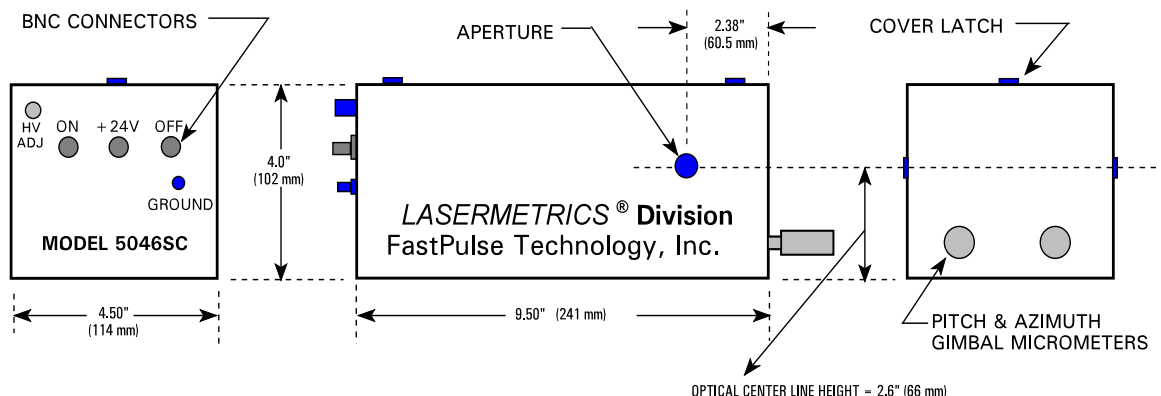 BNC CONNECTORS
HV
ADJ
ON
+24V
OFF
GROUND
MODEL 5046SC
4.50"
(114 mm)
4.0"
(102 mm)
APERTURE
2.38"
(60.5 mm)
LASERMETRICS ® Division
FastPulse Technology, Inc.
9.50" (241 mm)
COVER LATCH
PITCH & AZIMUTH
GIMBAL MICROMETERS
OPTICAL CENTER LINE HEIGHT = 2.6" (66 mm)